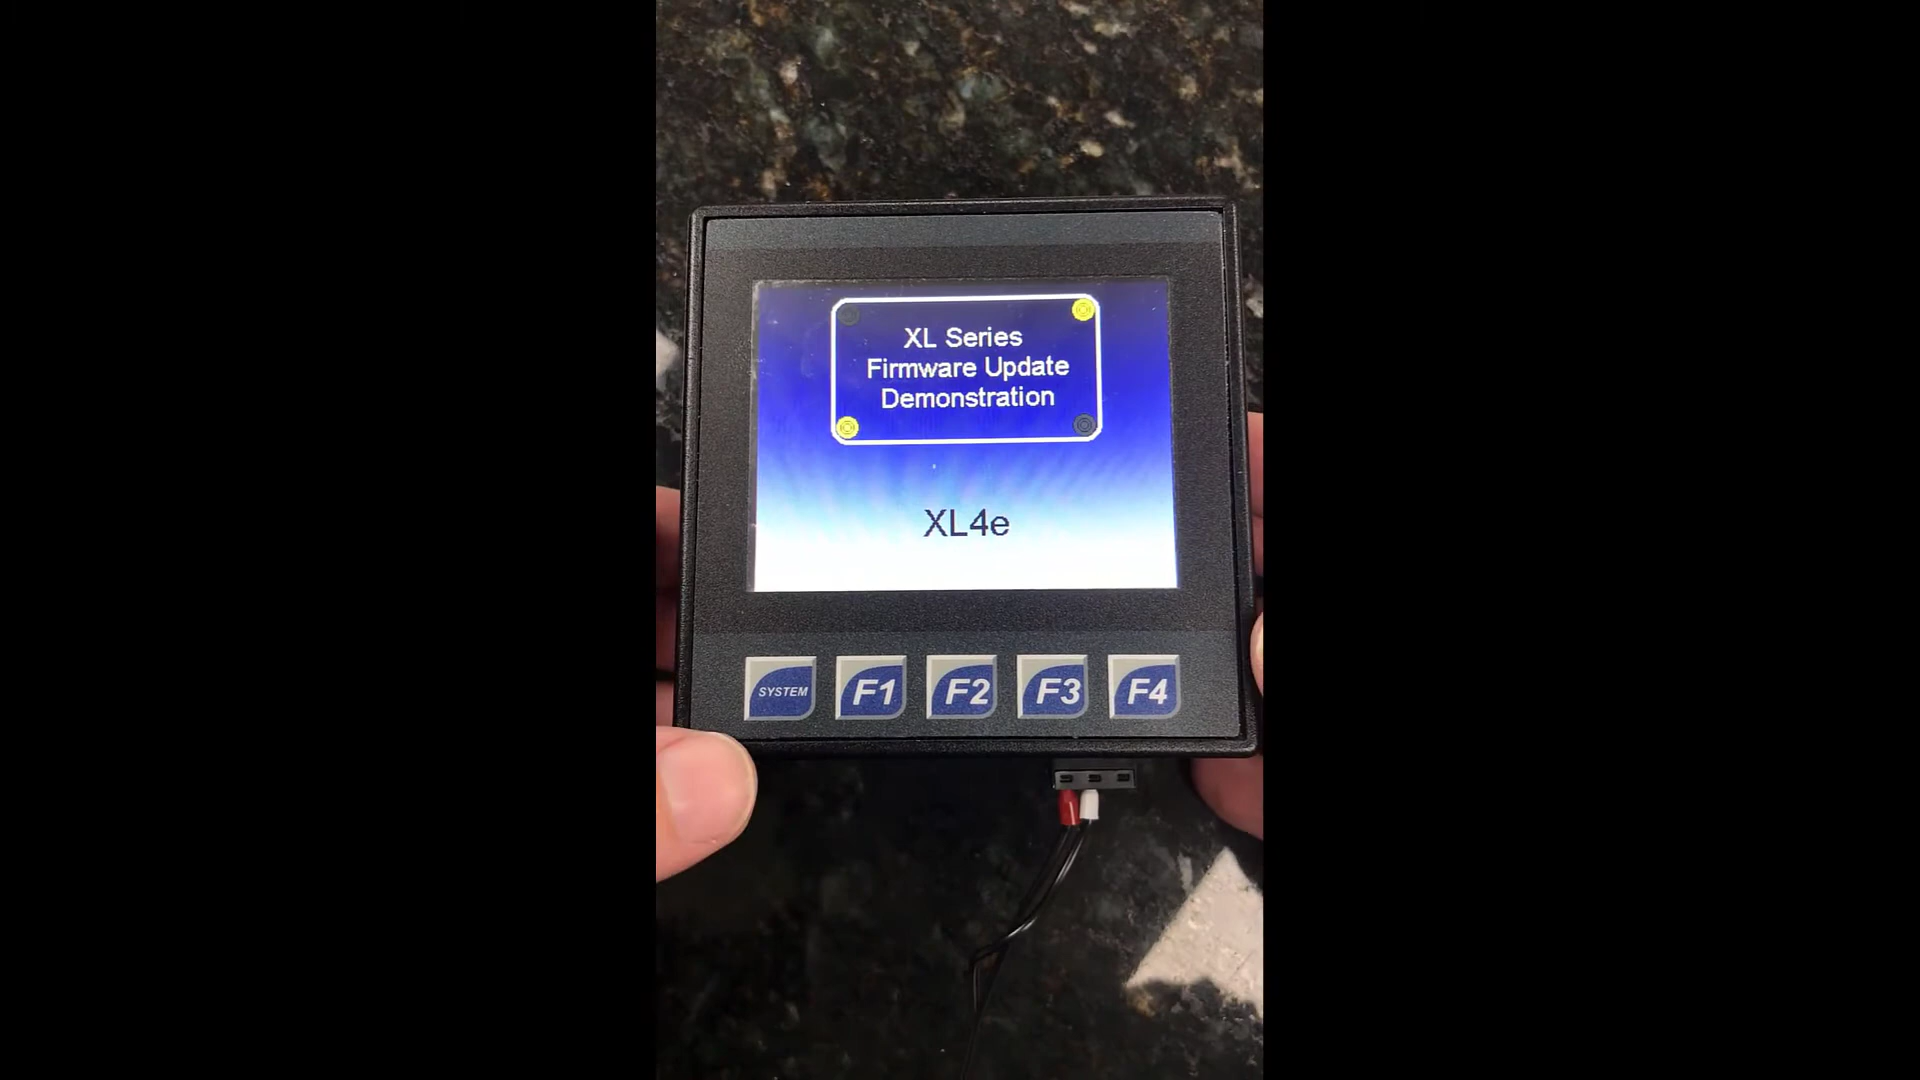 XL Series
Firmware Update
Demonstration
XL4e
SYSTEM F1 F2 F3 F4